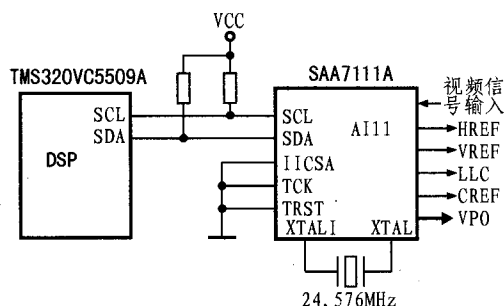 VCC
TMS320VC5509A
SCL
SDA
DSP
SAA7111A
SCL
SDA
IICSA
TCK
TRST
XTALI
XTAL
AI11
视频信
号输入
HREF
VREF
LLC
CREF
VPO
24.576MHz